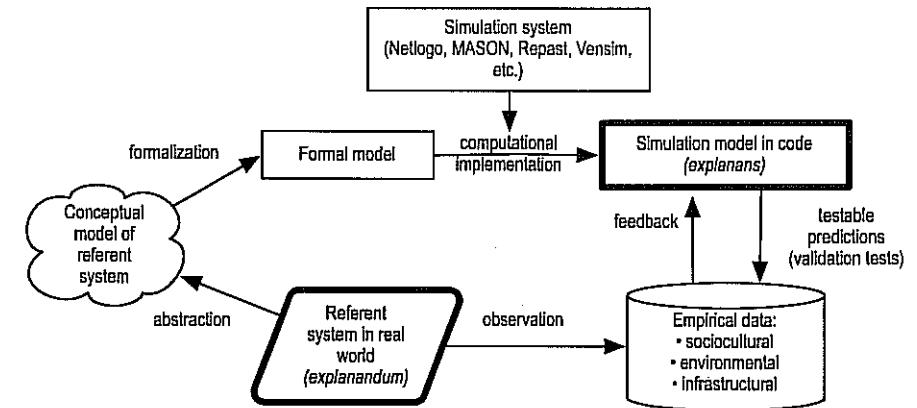 Simulation system
(Netlogo, MASON, Repast, Vensim,
etc.)
formalization
Formal model
computational
implementation
Simulation model in code
(explanans)
Conceptual
model of
referent
system
feedback
testable
predictions
(validation tests)
abstraction
Referent
system in real
world
(explanandum)
observation
Empirical data:
• sociocultural
• environmental
• infrastructural